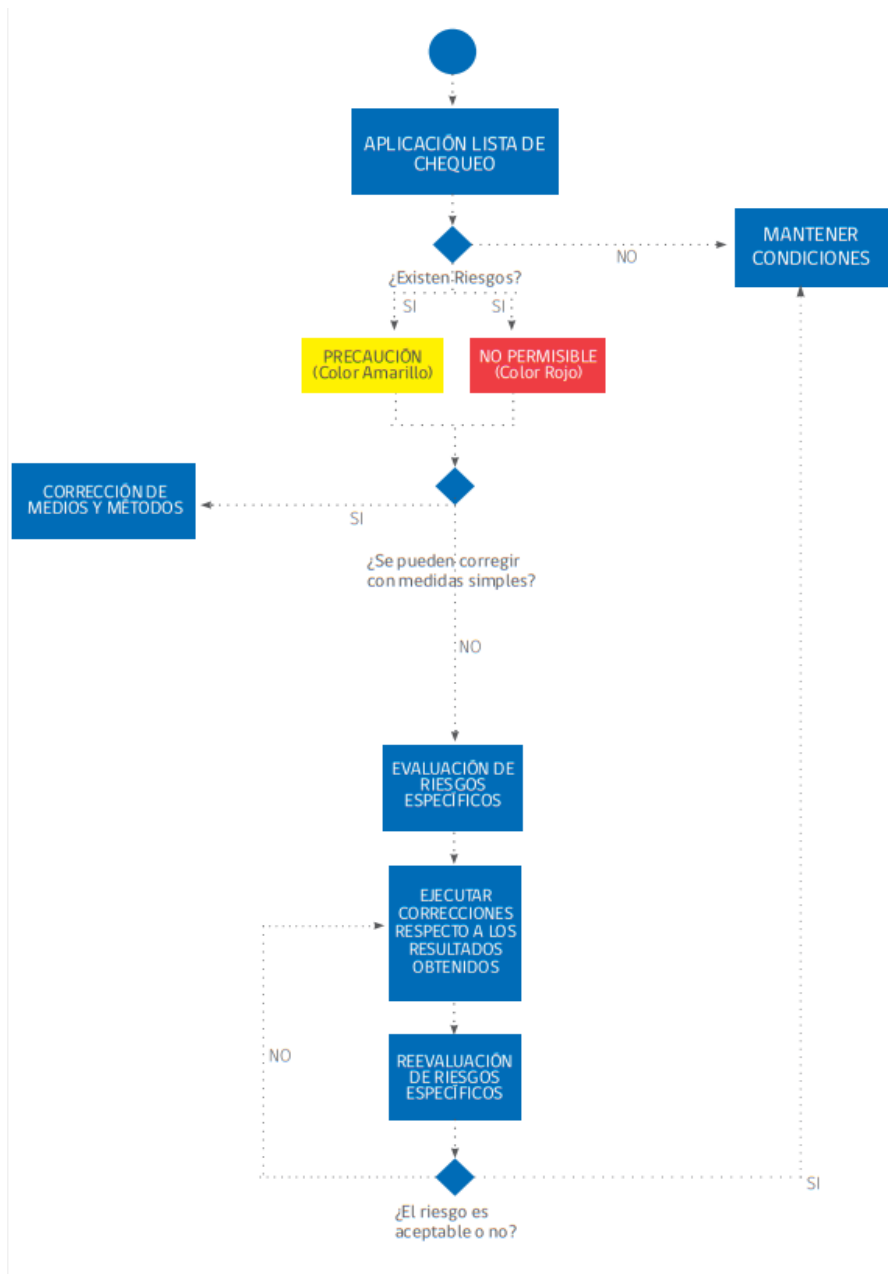 APLICACIÓN LISTA DE
CHEQUEO
MANTENER
CONDICIONES
NO
¿Existen Riesgos?
SI
SI
PRECAUCIÓN
(Color Amarillo)
NO PERMISIBLE
(Color Rojo)
CORRECCIÓN DE
MEDIOS Y MÉTODOS
SI
¿Se pueden corregir
con medidas simples?
NO
EVALUACIÓN DE
RIESGOS
ESPECÍFICOS
EJECUTAR
CORRECCIONES
RESPECTO A LOS
RESULTADOS
OBTENIDOS
NO
REEVALUACIÓN
DE RIESGOS
ESPECÍFICOS
SI
¿El riesgo es
aceptable o no?